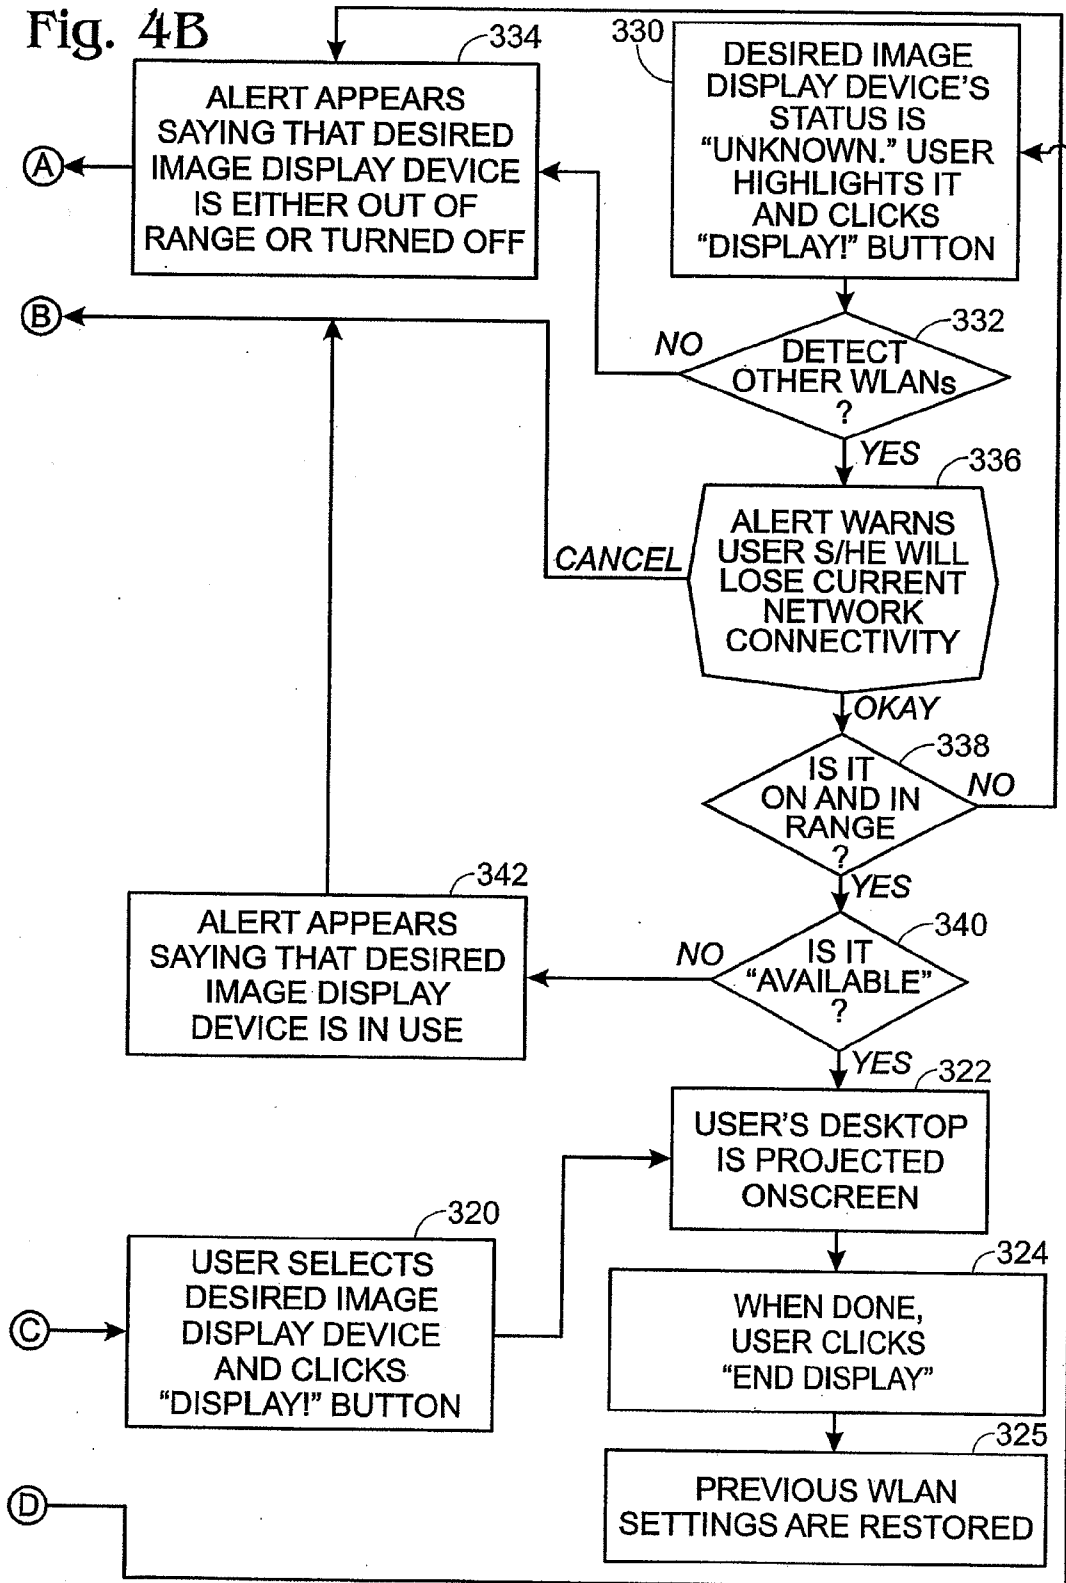 Fig. 4B
334
ALERT APPEARS
SAYING THAT DESIRED
IMAGE DISPLAY DEVICE
IS EITHER OUT OF
RANGE OR TURNED OFF
A
330
DESIRED IMAGE
DISPLAY DEVICE'S
STATUS IS
“UNKNOWN.” USER
HIGHLIGHTS IT
AND CLICKS
“DISPLAY!” BUTTON
B
332
NO
DETECT
OTHER WLANs
?
YES
336
ALERT WARNS
USER S/HE WILL
LOSE CURRENT
NETWORK
CONNECTIVITY
CANCEL
OKAY
338
IS IT
ON AND IN
RANGE
?
NO
YES
342
ALERT APPEARS
SAYING THAT DESIRED
IMAGE DISPLAY
DEVICE IS IN USE
340
NO
IS IT
“AVAILABLE”
?
YES
322
USER'S DESKTOP
IS PROJECTED
ONSCREEN
320
C
USER SELECTS
DESIRED IMAGE
DISPLAY DEVICE
AND CLICKS
“DISPLAY!” BUTTON
324
WHEN DONE,
USER CLICKS
“END DISPLAY”
325
D
PREVIOUS WLAN
SETTINGS ARE RESTORED